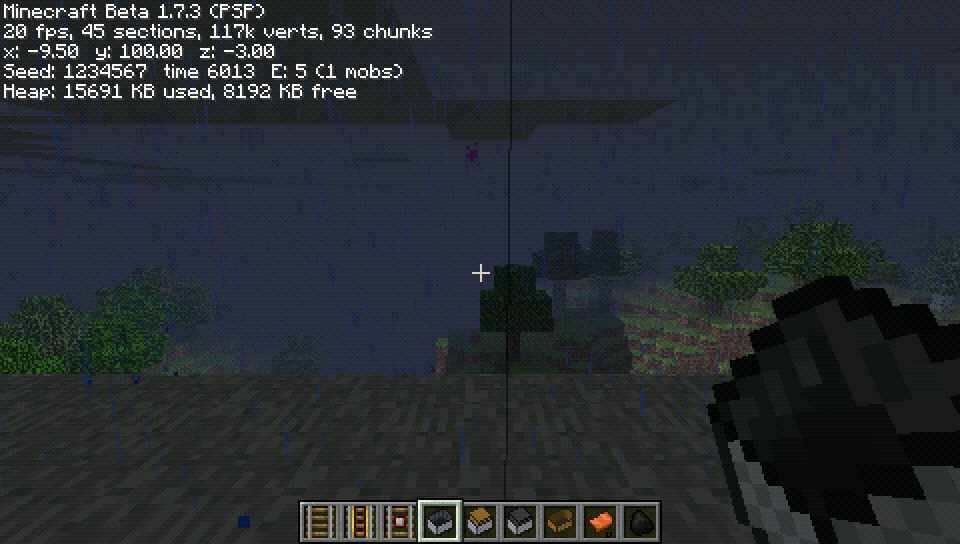 Minecraft Beta 1.7.3 (PSP)
20 fps, 45 sections, 117k verts, 93 chunks
x: -9.50 y: 100.00 z: -3.00
Seed: 1234567 time 6013 E: 5 (1 mobs)
Heap: 15691 KB used, 8192 KB free